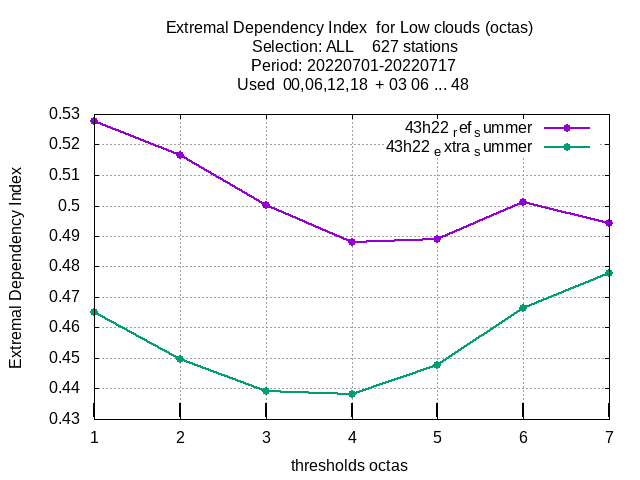 Extremal Dependency Index  for Low clouds (octas)
Selection: ALL    627 stations
Period: 20220701-20220717
Used  00,06,12,18  + 03 06 ... 48
43h22 ref summer
43h22 extra summer
Extremal Dependency Index
0.53
0.52
0.51
0.5
0.49
0.48
0.47
0.46
0.45
0.44
0.43
1 2 3 4 5 6 7
thresholds octas